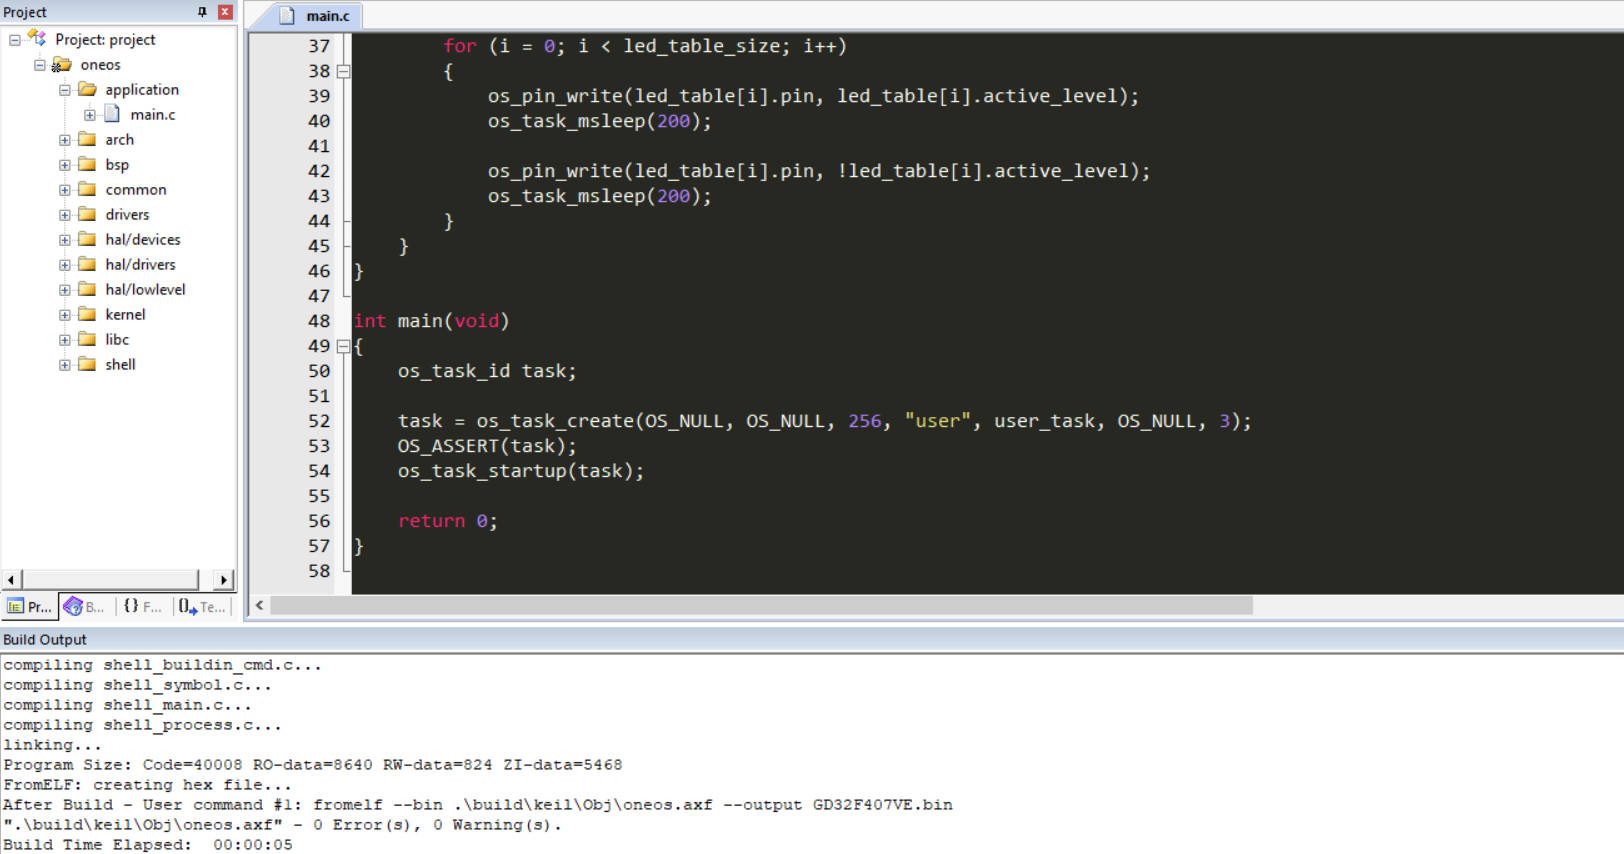 Project
Project: project
oneos
application
main.c
arch
bsp
common
drivers
hal/devices
hal/drivers
hal/lowlevel
kernel
libc
shell
Pr...
B...
{} F...
Te...
main.c
37 for (i = 0; i < led_table_size; i++)
38 {
39 os_pin_write(led_table[i].pin, led_table[i].active_level);
40 os_task_msleep(200);
41
42 os_pin_write(led_table[i].pin, !led_table[i].active_level);
43 os_task_msleep(200);
44 }
45 }
46 }
47
48 int main(void)
49 {
50 os_task_id task;
51
52 task = os_task_create(OS_NULL, OS_NULL, 256, "user", user_task, OS_NULL, 3);
53 OS_ASSERT(task);
54 os_task_startup(task);
55
56 return 0;
57 }
58
Build Output
compiling shell_buildin_cmd.c...
compiling shell_symbol.c...
compiling shell_main.c...
compiling shell_process.c...
linking...
Program Size: Code=40008 RO-data=8640 RW-data=824 ZI-data=5468
FromELF: creating hex file...
After Build - User command #1: fromelf --bin .\build\keil\Obj\oneos.axf --output GD32F407VE.bin
".\build\keil\Obj\oneos.axf" - 0 Error(s), 0 Warning(s).
Build Time Elapsed:  00:00:05